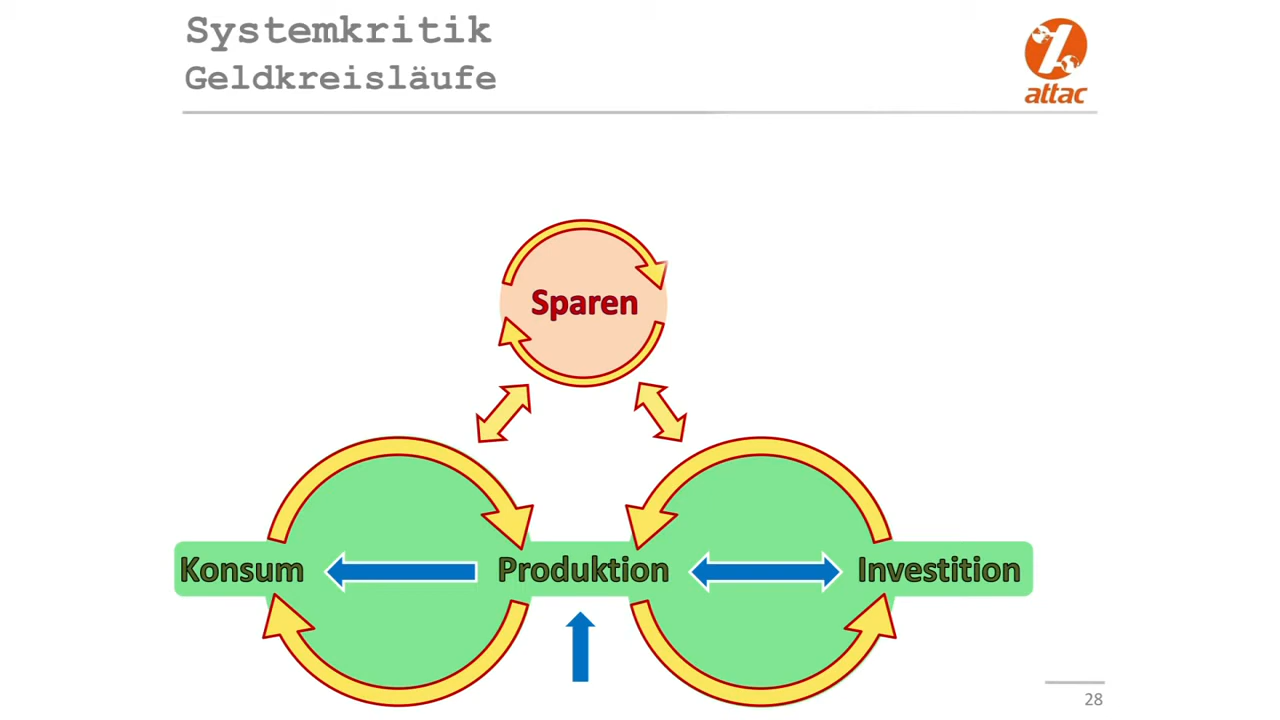 Systemkritik
Geldkreisläufe
attac
Sparen
Konsum Produktion Investition
28